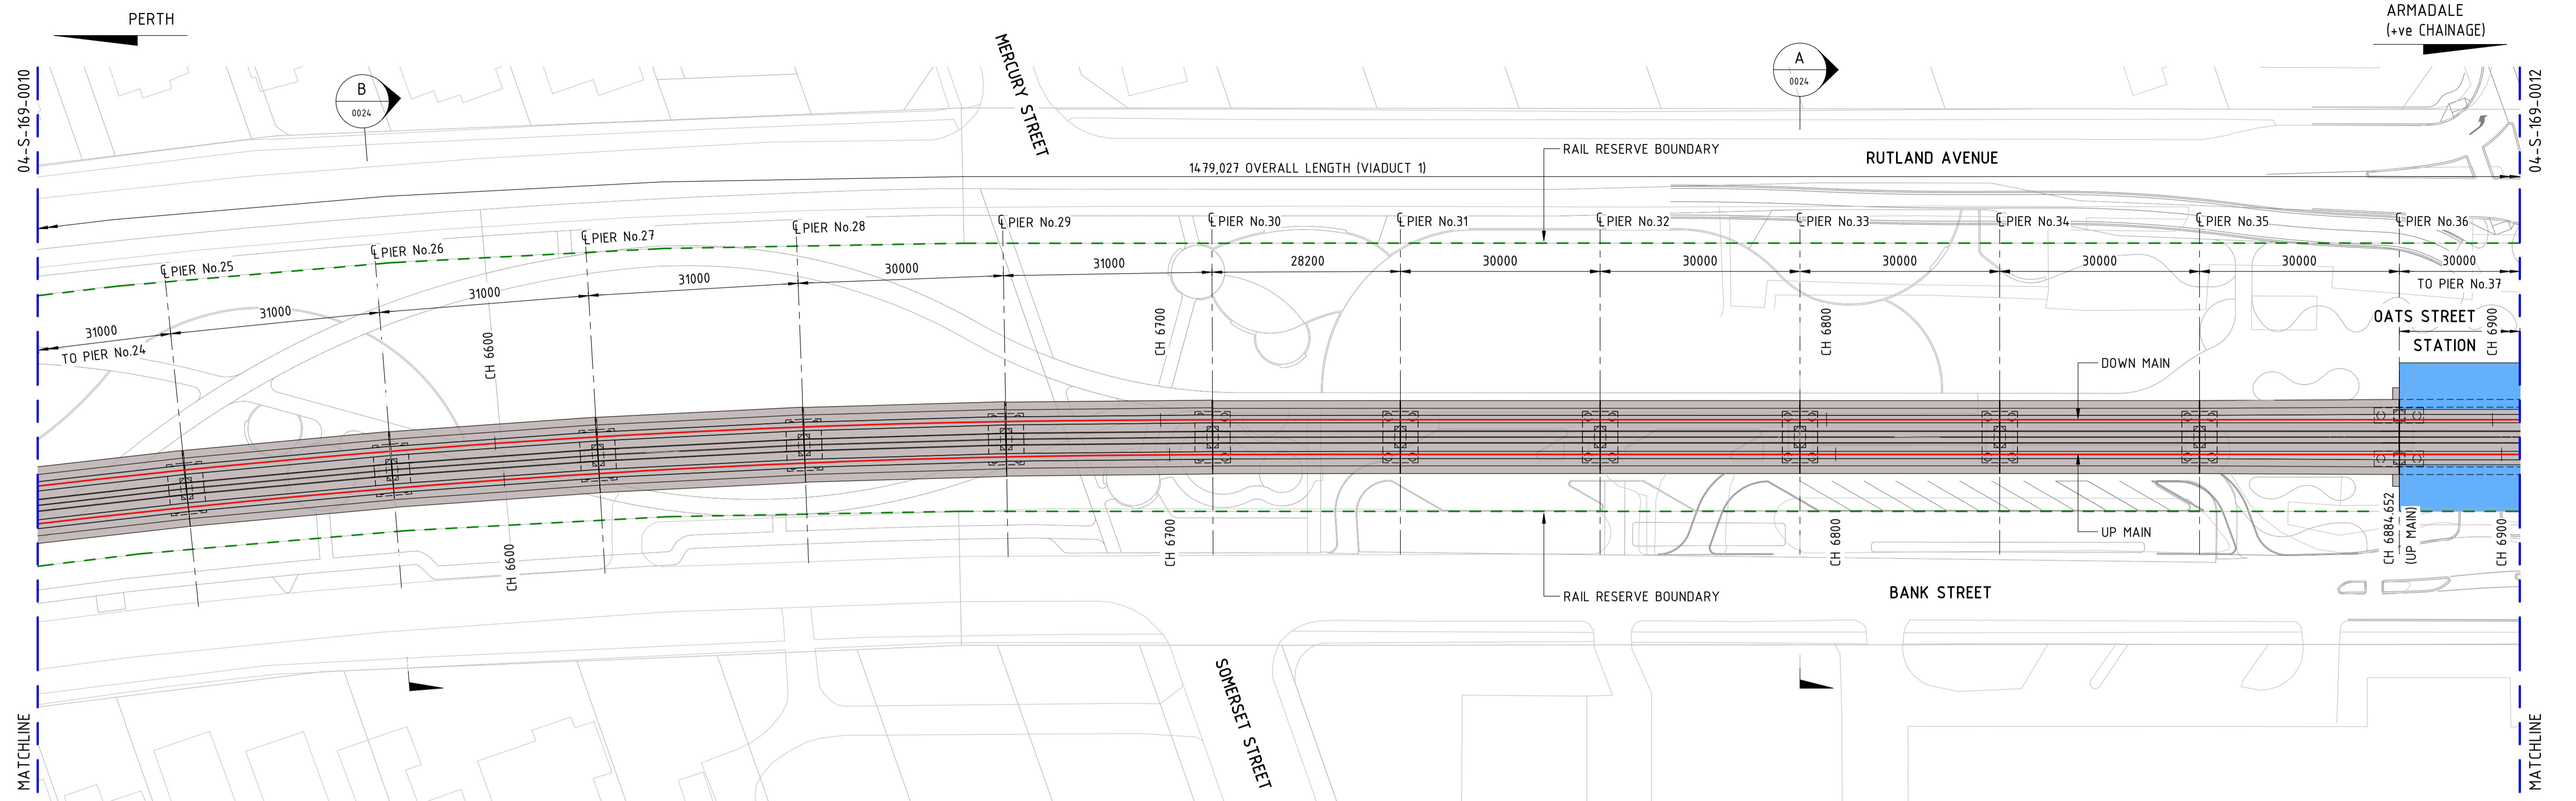 PERTH
ARMADALE
(+ve CHAINAGE)
04-S-169-0010
B
0024
MERCURY STREET
A
0024
04-S-169-0012
RAIL RESERVE BOUNDARY
RUTLAND AVENUE
1479,027 OVERALL LENGTH (VIADUCT 1)
℄ PIER No.25
℄ PIER No.26
℄ PIER No.27
℄ PIER No.28
℄ PIER No.29
℄ PIER No.30
℄ PIER No.31
℄ PIER No.32
℄ PIER No.33
℄ PIER No.34
℄ PIER No.35
℄ PIER No.36
31000
TO PIER No.24
31000
31000
31000
30000
31000
28200
30000
30000
30000
30000
30000
30000
TO PIER No.37
CH 6600
CH 6700
CH 6800
OATS STREET
STATION
CH 6900
DOWN MAIN
UP MAIN
CH 6600
CH 6700
CH 6800
CH 6884.652
(UP MAIN)
CH 6900
RAIL RESERVE BOUNDARY
BANK STREET
SOMERSET STREET
MATCHLINE
MATCHLINE